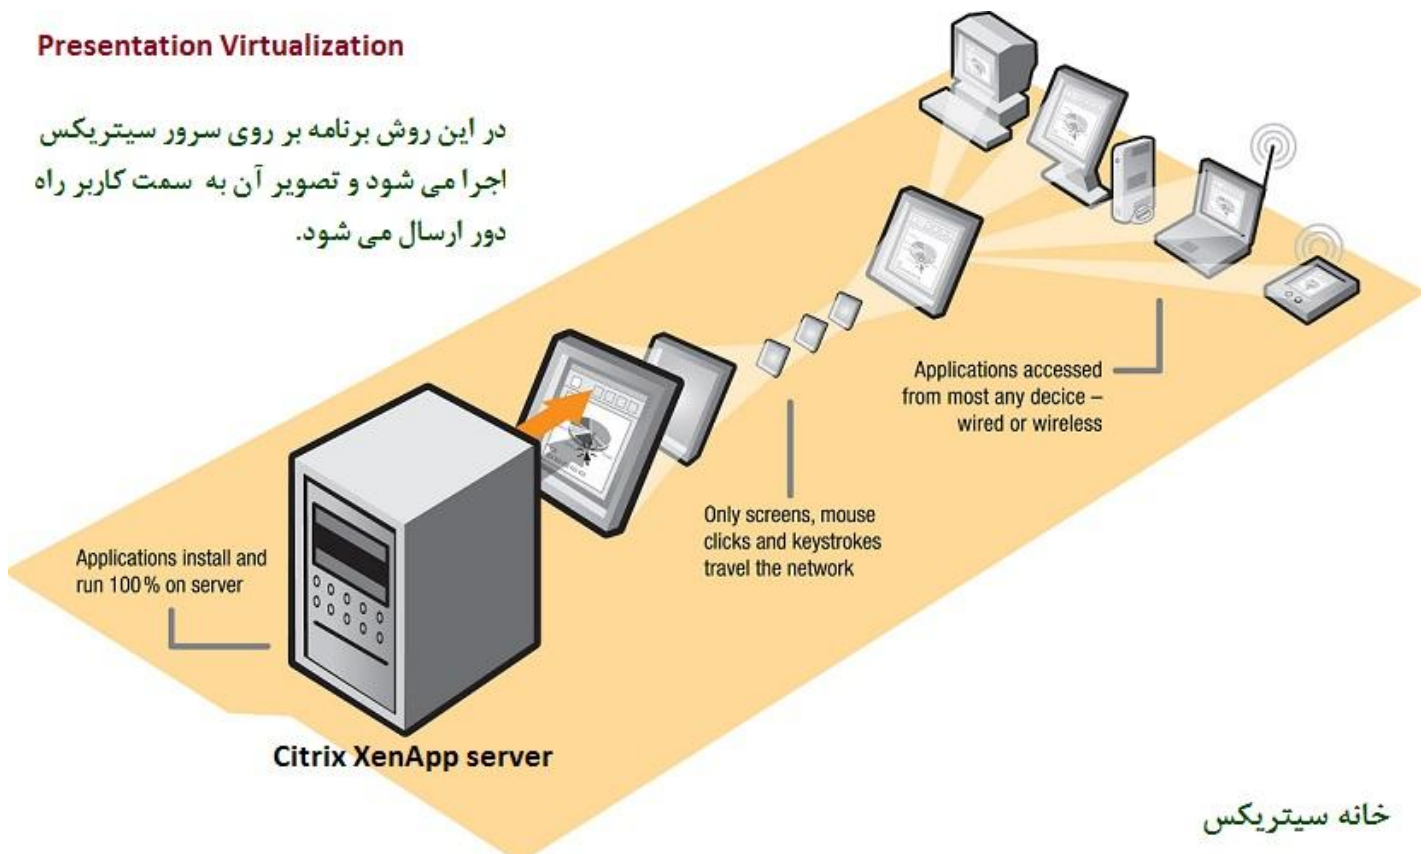 Presentation Virtualization
در این روش برنامه بر روی سرور سیتریکس
اجرا می شود و تصویر آن به سمت کاربر راه
دور ارسال می شود.
Applications accessed
from most any decice –
wired or wireless
Only screens, mouse
clicks and keystrokes
travel the network
Applications install and
run 100% on server
Citrix XenApp server
خانه سیتریکس